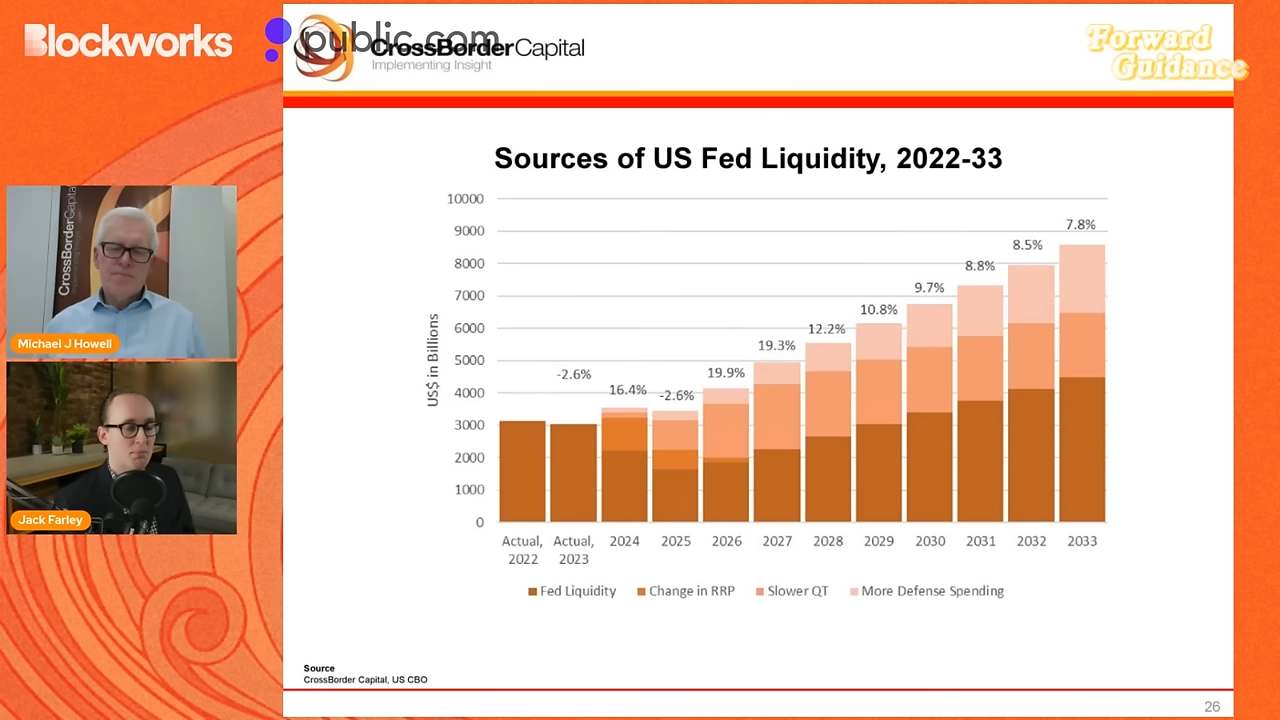 Blockworks
public.com
CrossBorderCapital
Implementing Insight
Forward
Guidance
CrossBorderCapital
Michael J Howell
Jack Farley
Sources of US Fed Liquidity, 2022-33
US$ in Billions
10000
9000
8000
7000
6000
5000
4000
3000
2000
1000
0
-2.6%
16.4%
-2.6%
19.9%
19.3%
12.2%
10.8%
9.7%
8.8%
8.5%
7.8%
Actual, 2022
Actual, 2023
2024
2025
2026
2027
2028
2029
2030
2031
2032
2033
Fed Liquidity
Change in RRP
Slower QT
More Defense Spending
Source
CrossBorder Capital, US CBO
26